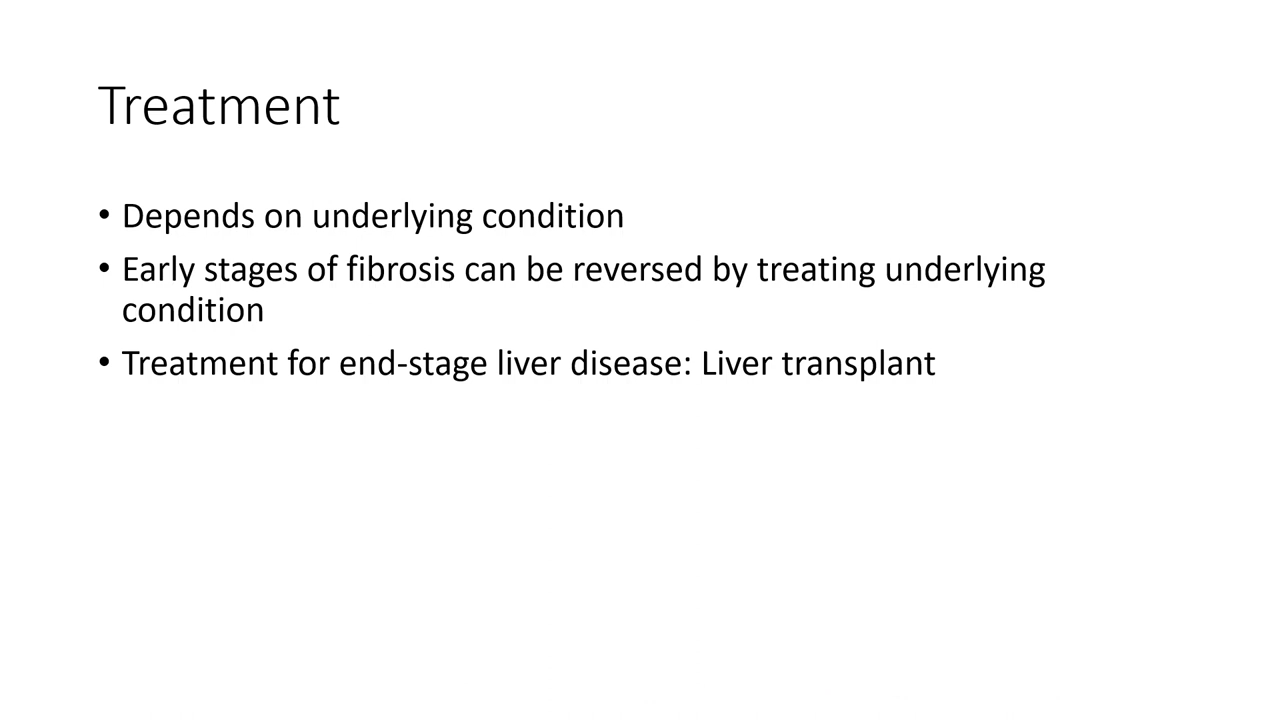 Treatment
• Depends on underlying condition
• Early stages of fibrosis can be reversed by treating underlying
condition
• Treatment for end-stage liver disease: Liver transplant